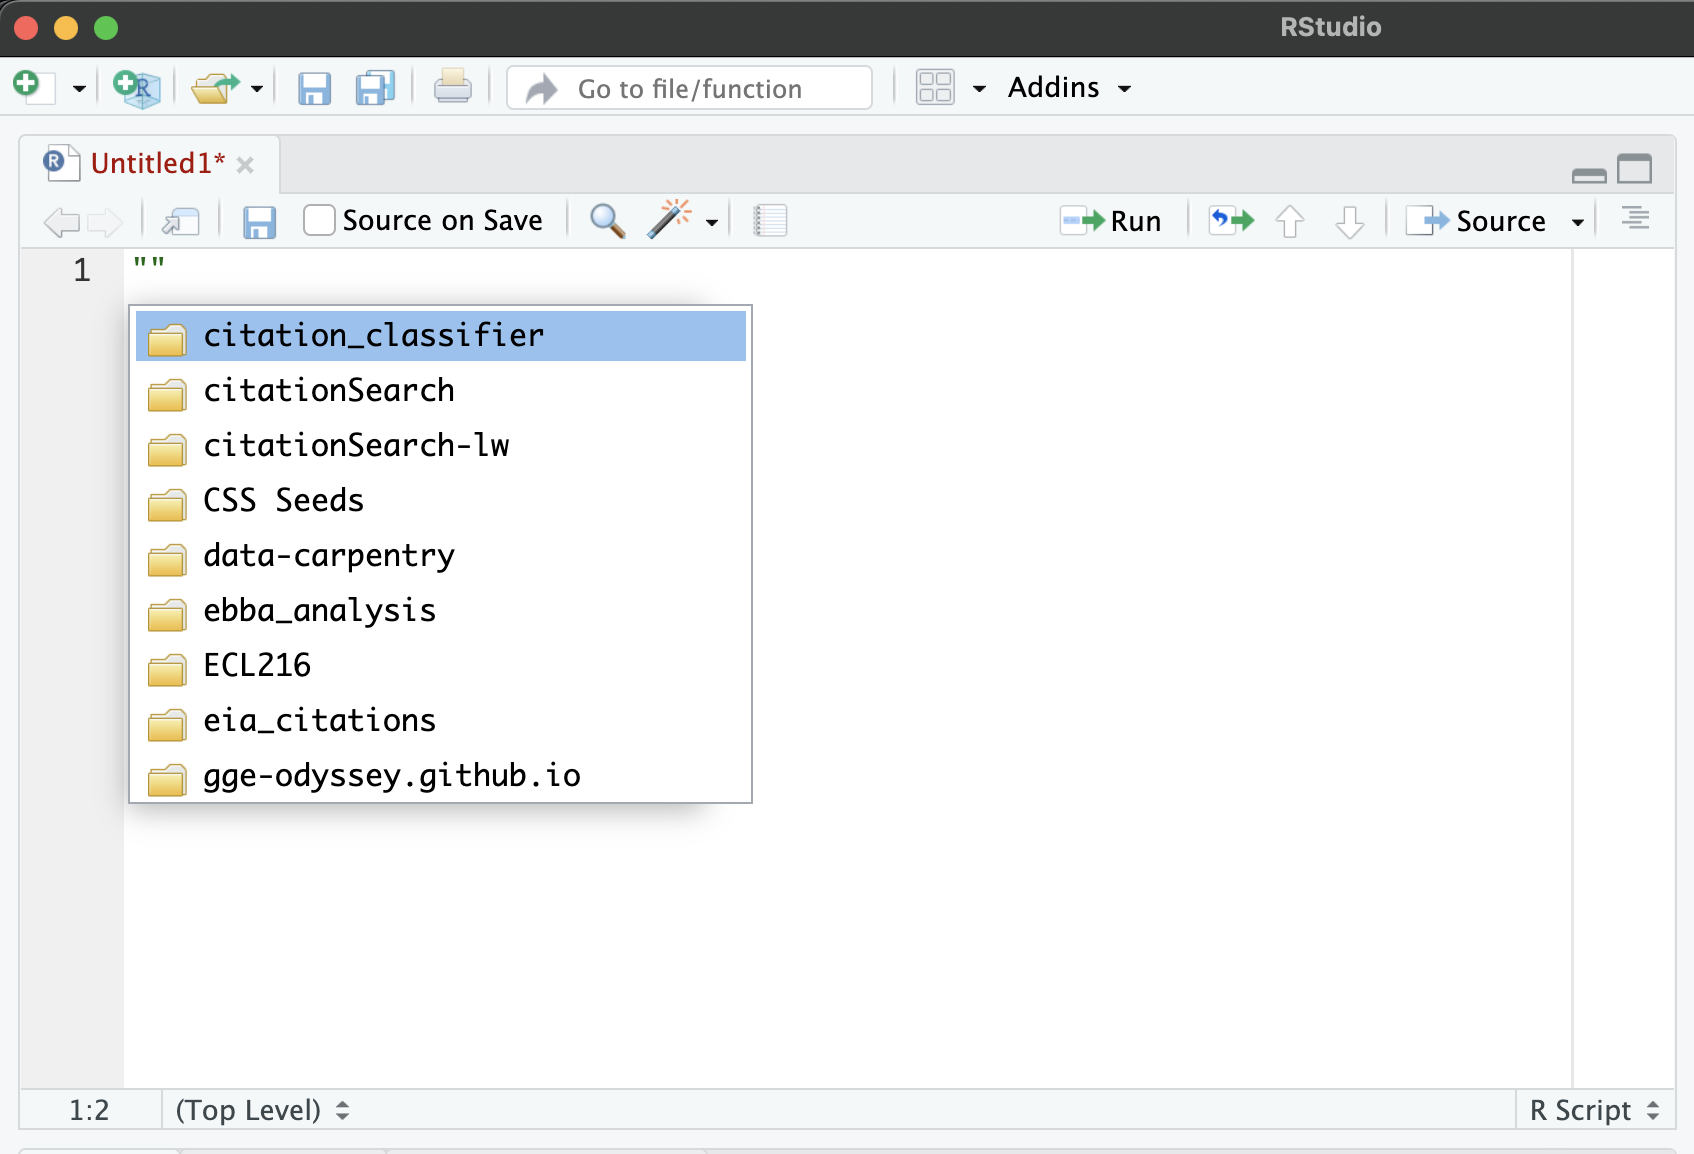 RStudio
Go to file/function
Addins
Untitled1*
Source on Save
Run
Source
1
""
citation_classifier
citationSearch
citationSearch-lw
CSS Seeds
data-carpentry
ebba_analysis
ECL216
eia_citations
gge-odyssey.github.io
1:2
(Top Level)
R Script